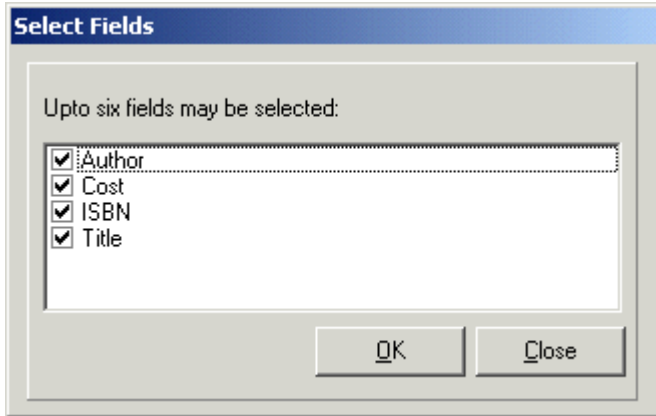 Select Fields
Upto six fields may be selected:
Author
Cost
ISBN
Title
OK
Close